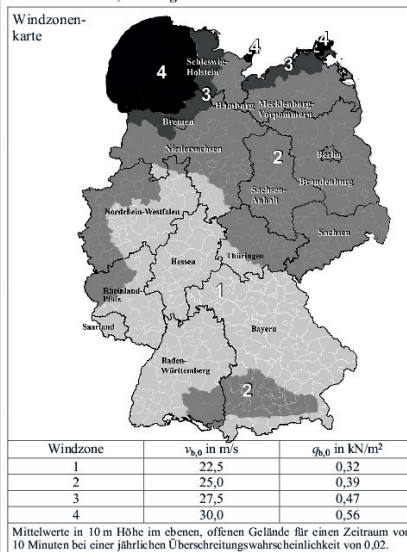 Windzonen-
karte
4
4
Schleswig-
Holstein
3
4
3
Hamburg
Mecklenburg-
Vorpommern
Bremen
Niedersachsen
2
Berlin
Brandenburg
Sachsen-
Anhalt
Nordrhein-Westfalen
Sachsen
Hessen
Thüringen
1
Rheinland-
Pfalz
Saarland
Bayern
Baden-
Württemberg
2
Windzone vb,0 in m/s qb,0 in kN/m²
1 22,5 0,32
2 25,0 0,39
3 27,5 0,47
4 30,0 0,56
Mittelwerte in 10 m Höhe im ebenen, offenen Gelände für einen Zeitraum von
10 Minuten bei einer jährlichen Überschreitungswahrscheinlichkeit von 0,02.